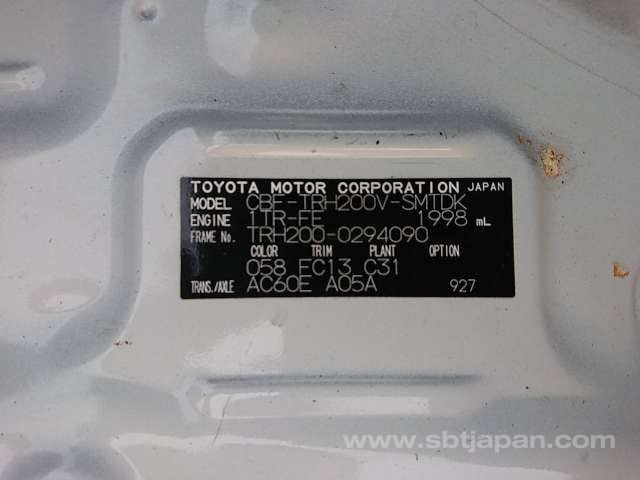 TOYOTA MOTOR CORPORATION JAPAN
MODEL CBF-TRH200V-SMTDK
ENGINE 1TR-FE 1998 mL
FRAME No. TRH200-0294090
COLOR TRIM PLANT OPTION
058 EC13 C31
TRANS./AXLE AC60E A05A 927
www.sbtjapan.com